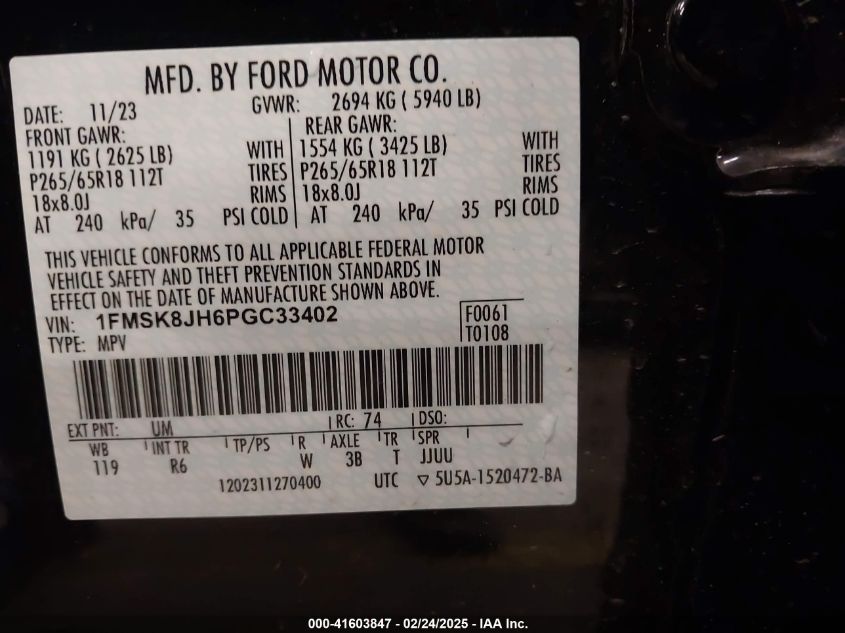 MFD. BY FORD MOTOR CO.
DATE: 11/23 GVWR: 2694 KG ( 5940 LB)
FRONT GAWR: REAR GAWR:
1191 KG ( 2625 LB) WITH 1554 KG ( 3425 LB) WITH
P265/65R18 112T TIRES P265/65R18 112T TIRES
18x8.0J RIMS 18x8.0J RIMS
AT 240 kPa/ 35 PSI COLD AT 240 kPa/ 35 PSI COLD
THIS VEHICLE CONFORMS TO ALL APPLICABLE FEDERAL MOTOR
VEHICLE SAFETY AND THEFT PREVENTION STANDARDS IN
EFFECT ON THE DATE OF MANUFACTURE SHOWN ABOVE.
VIN: 1FMSK8JH6PGC33402 F0061
TYPE: MPV T0108
EXT PNT: UM RC: 74 DSO:
WB INT TR TP/PS R AXLE TR SPR
119 R6 W 3B T JJUU
1202311270400 UTC ▽ 5U5A-1520472-BA
000-41603847 - 02/24/2025 - IAA Inc.